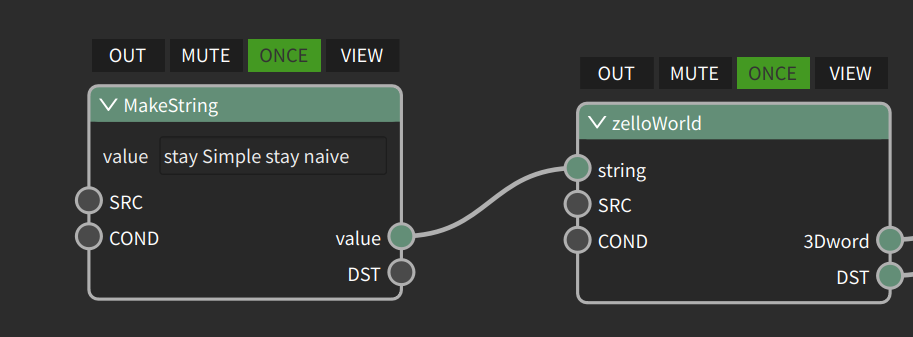 OUT MUTE ONCE VIEW
MakeString
value stay Simple stay naive
SRC
COND value
DST
OUT MUTE ONCE VIEW
zelloWorld
string
SRC
COND 3Dword
DST